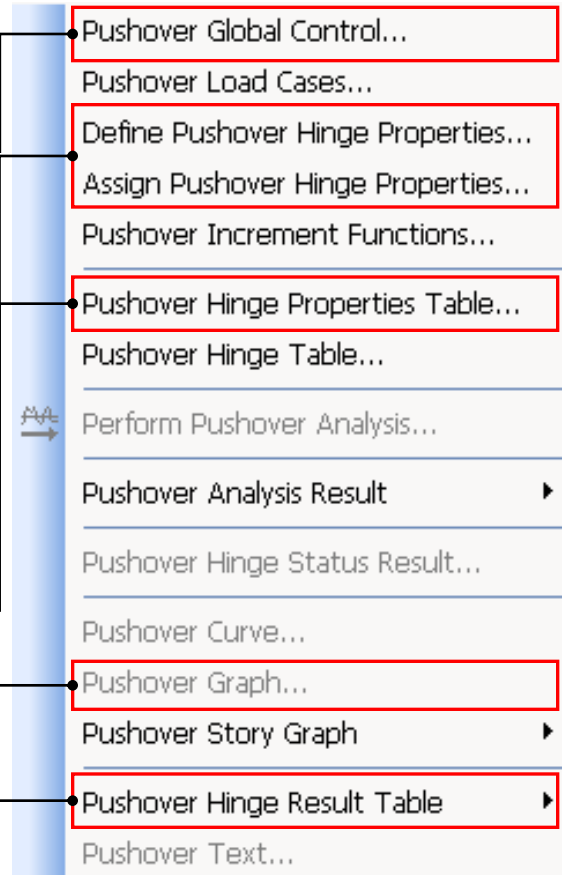 Pushover Global Control...
Pushover Load Cases...
Define Pushover Hinge Properties...
Assign Pushover Hinge Properties...
Pushover Increment Functions...
Pushover Hinge Properties Table...
Pushover Hinge Table...
Perform Pushover Analysis...
Pushover Analysis Result
Pushover Hinge Status Result...
Pushover Curve...
Pushover Graph...
Pushover Story Graph
Pushover Hinge Result Table
Pushover Text...